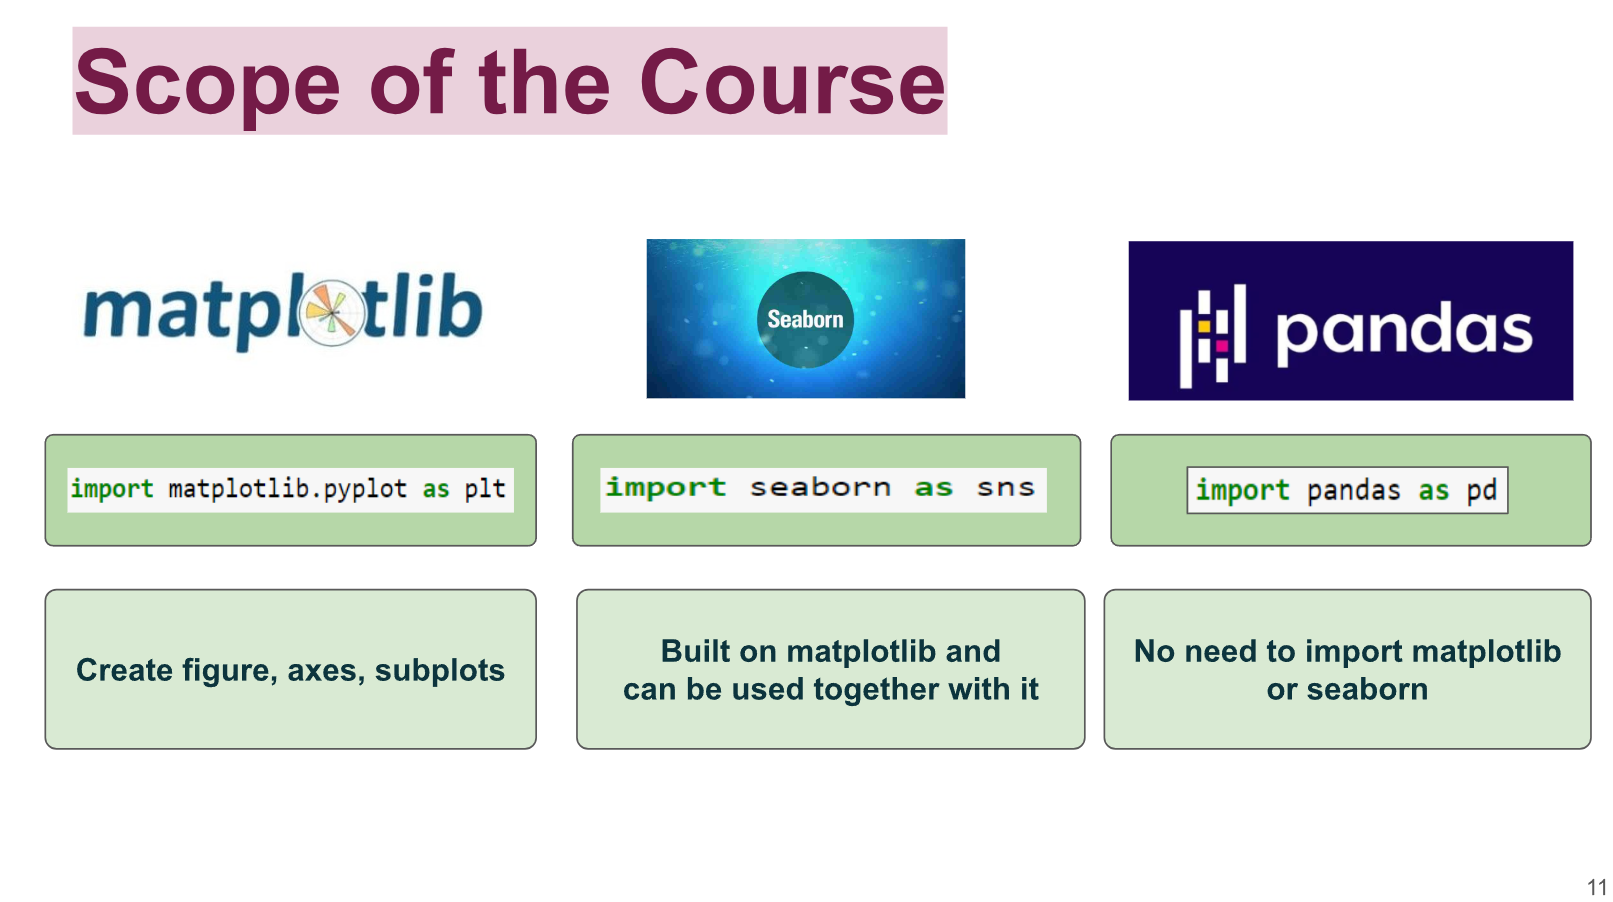 Scope of the Course
matplotlib
Seaborn
pandas
import matplotlib.pyplot as plt
import seaborn as sns
import pandas as pd
Create figure, axes, subplots
Built on matplotlib and
can be used together with it
No need to import matplotlib
or seaborn
11